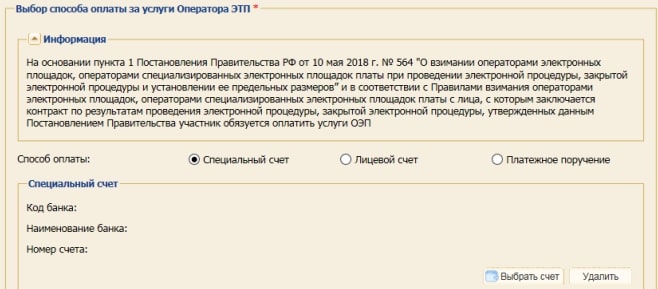 Выбор способа оплаты за услуги Оператора ЭТП *
Информация
На основании пункта 1 Постановления Правительства РФ от 10 мая 2018 г. № 564 "О взимании операторами электронных
площадок, операторами специализированных электронных площадок платы при проведении электронной процедуры, закрытой
электронной процедуры и установлении ее предельных размеров" и в соответствии с Правилами взимания операторами
электронных площадок, операторами специализированных электронных площадок платы с лица, с которым заключается
контракт по результатам проведения электронной процедуры, закрытой электронной процедуры, утвержденных данным
Постановлением Правительства участник обязуется оплатить услуги ОЭП
Способ оплаты: Специальный счет Лицевой счет Платежное поручение
Специальный счет
Код банка:
Наименование банка:
Номер счета:
Выбрать счет Удалить